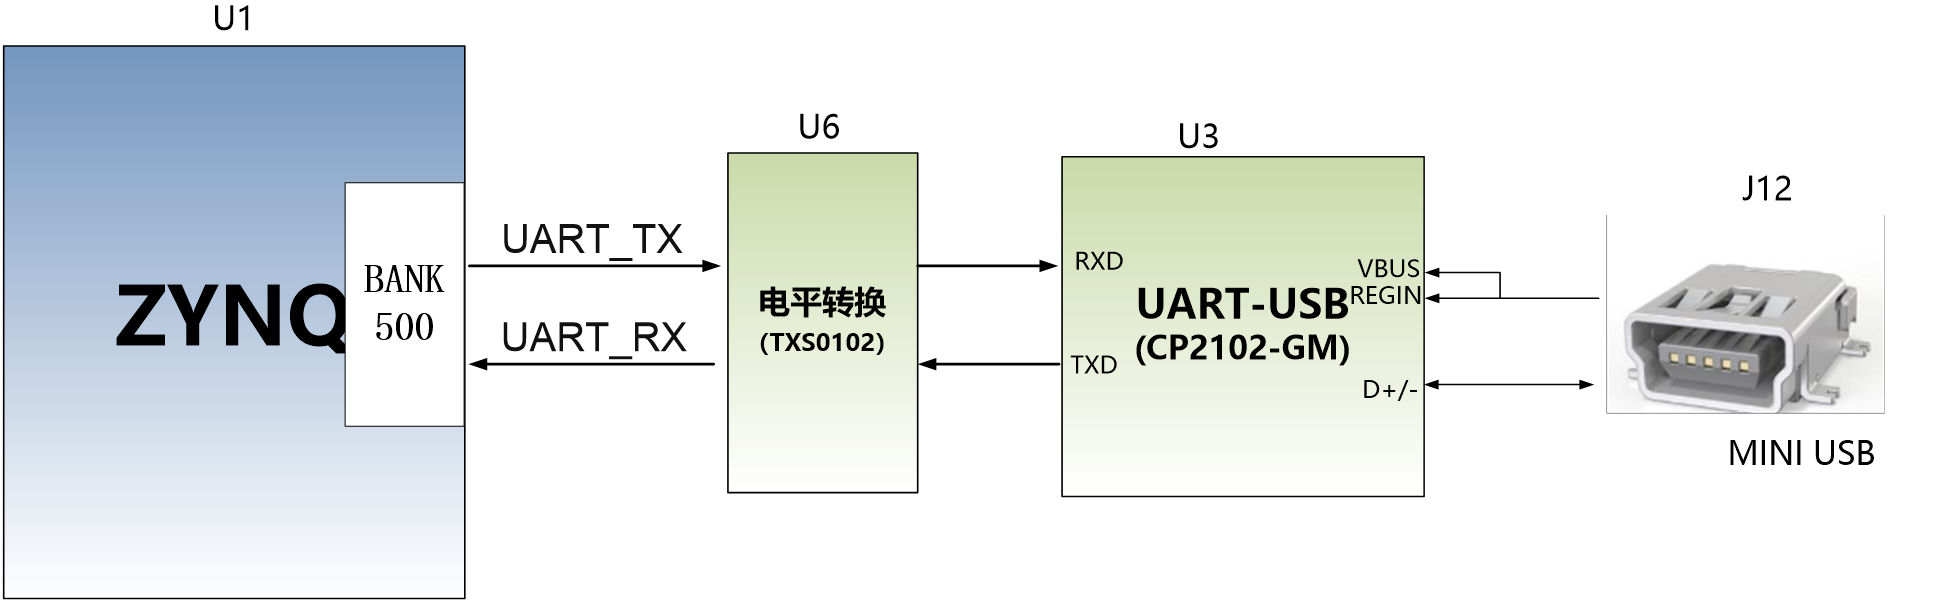 U1
ZYNQ
BANK
500
UART_TX
UART_RX
U6
电平转换
(TXS0102)
U3
RXD
TXD
UART-USB
(CP2102-GM)
VBUS
REGIN
D+/-
J12
MINI USB